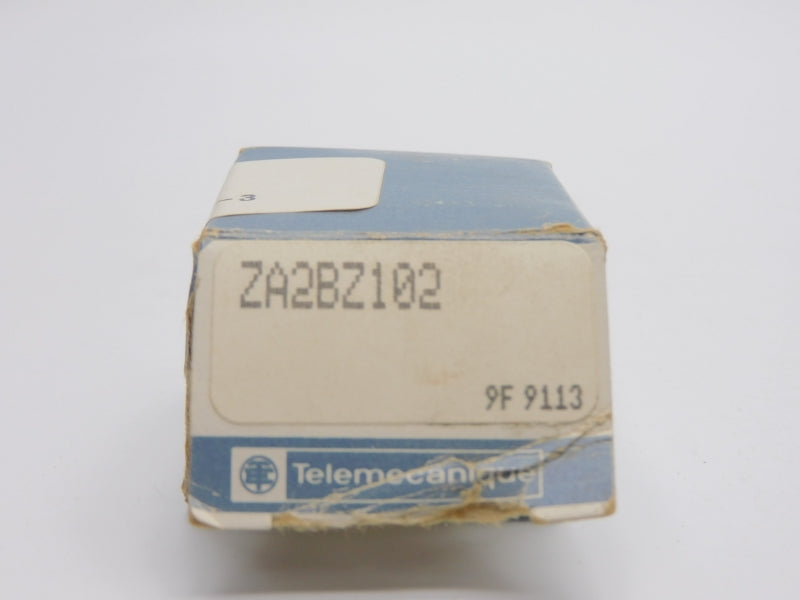 - 3
ZA2BZ102
9F 9113
Telemecanique